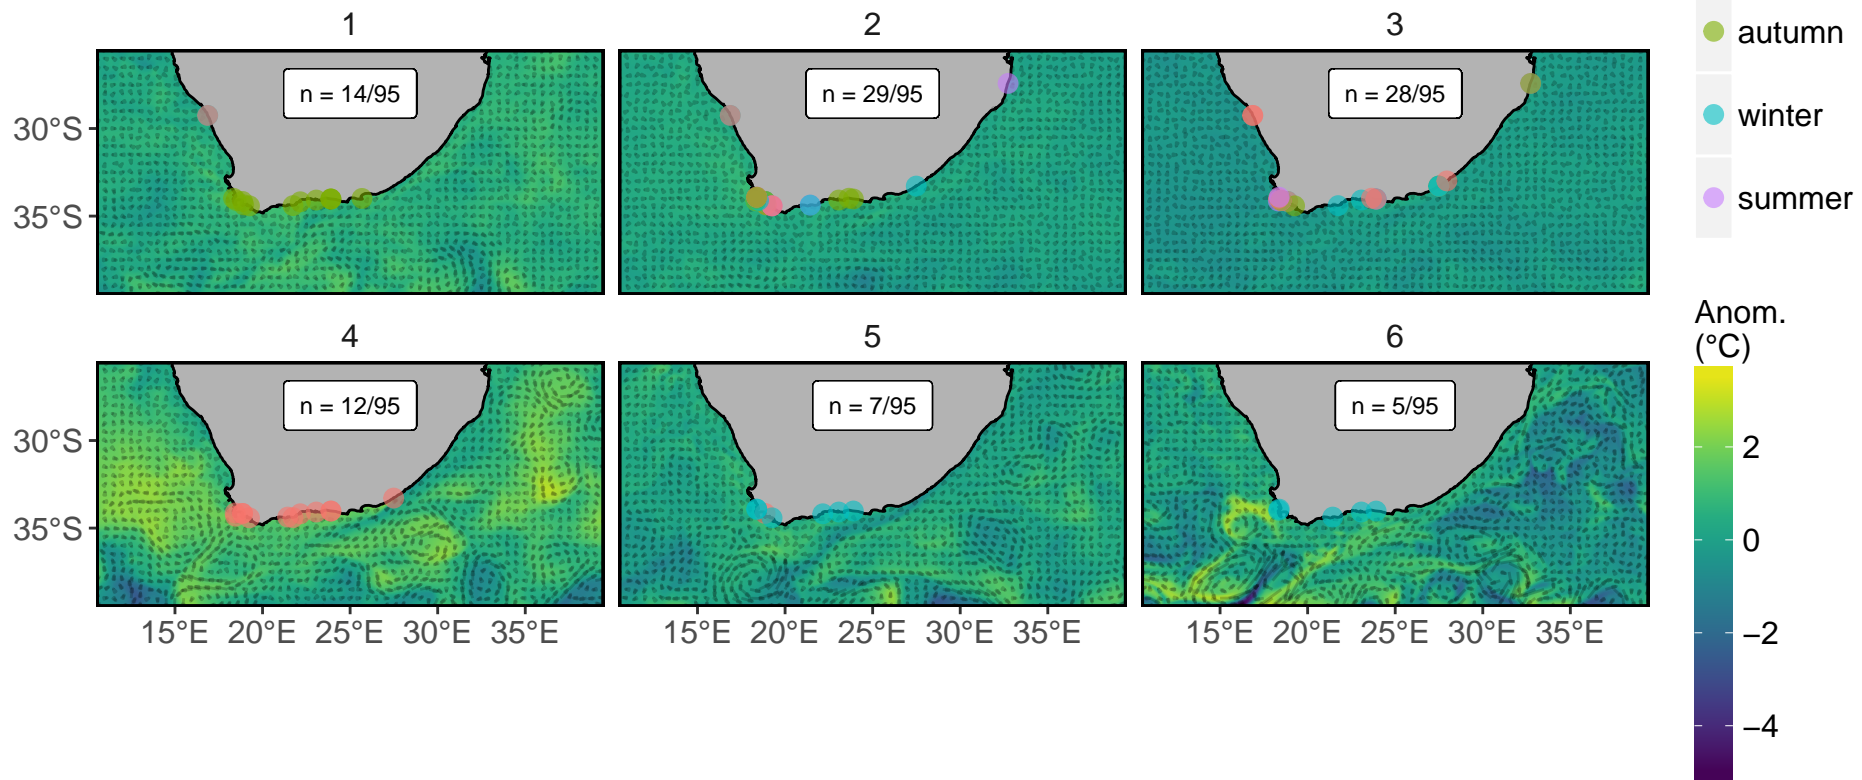 1
2
3
n = 14/95
n = 29/95
n = 28/95
30°S
35°S
4
5
6
n = 12/95
n = 7/95
n = 5/95
30°S
35°S
15°E 20°E 25°E 30°E 35°E
15°E 20°E 25°E 30°E 35°E
15°E 20°E 25°E 30°E 35°E
autumn
winter
summer
Anom.
(°C)
2
0
−2
−4